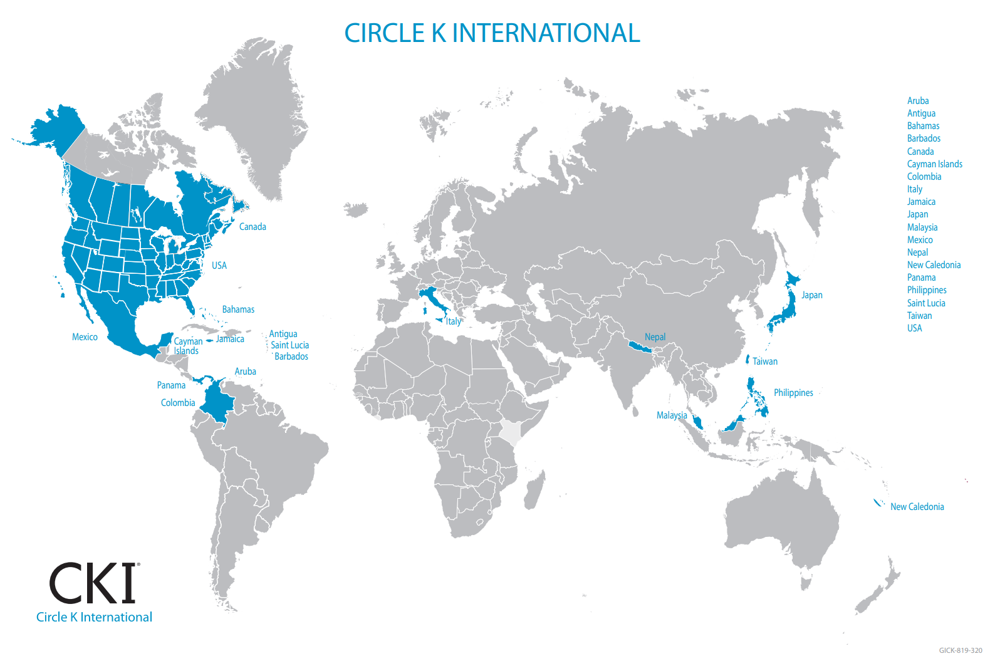 CIRCLE K INTERNATIONAL
Aruba
Antigua
Bahamas
Barbados
Canada
Cayman Islands
Colombia
Italy
Jamaica
Japan
Malaysia
Mexico
Nepal
New Caledonia
Panama
Philippines
Saint Lucia
Taiwan
USA
Canada
USA
Bahamas
Mexico
Cayman
Islands
Jamaica
Antigua
Saint Lucia
Barbados
Aruba
Panama
Colombia
Italy
Nepal
Japan
Taiwan
Philippines
Malaysia
New Caledonia
CKI®
Circle K International
GICK-819-320